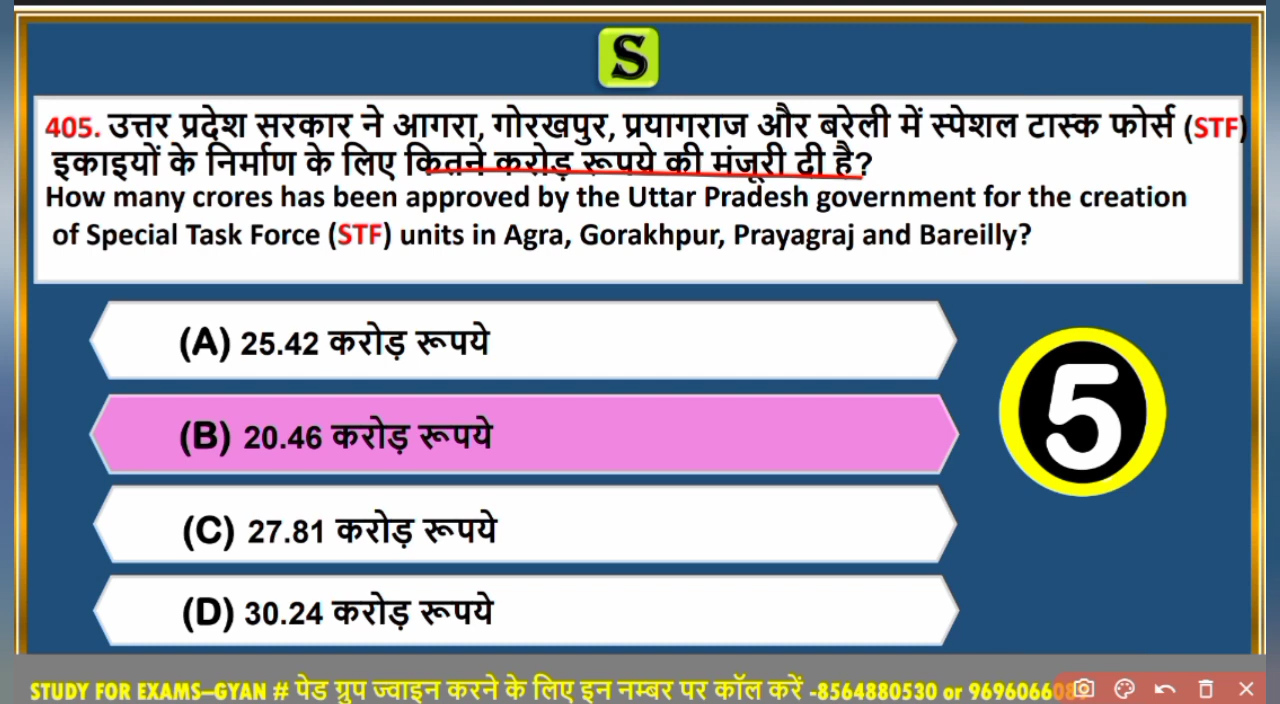 S
405. उत्तर प्रदेश सरकार ने आगरा, गोरखपुर, प्रयागराज और बरेली में स्पेशल टास्क फोर्स (STF)
इकाइयों के निर्माण के लिए कितने करोड़ रूपये की मंजूरी दी है?
How many crores has been approved by the Uttar Pradesh government for the creation
of Special Task Force (STF) units in Agra, Gorakhpur, Prayagraj and Bareilly?
(A) 25.42 करोड़ रूपये
(B) 20.46 करोड़ रूपये
5
(C) 27.81 करोड़ रूपये
(D) 30.24 करोड़ रूपये
STUDY FOR EXAMS–GYAN # पेड ग्रुप ज्वाइन करने के लिए इन नम्बर पर कॉल करें -8564880530 or